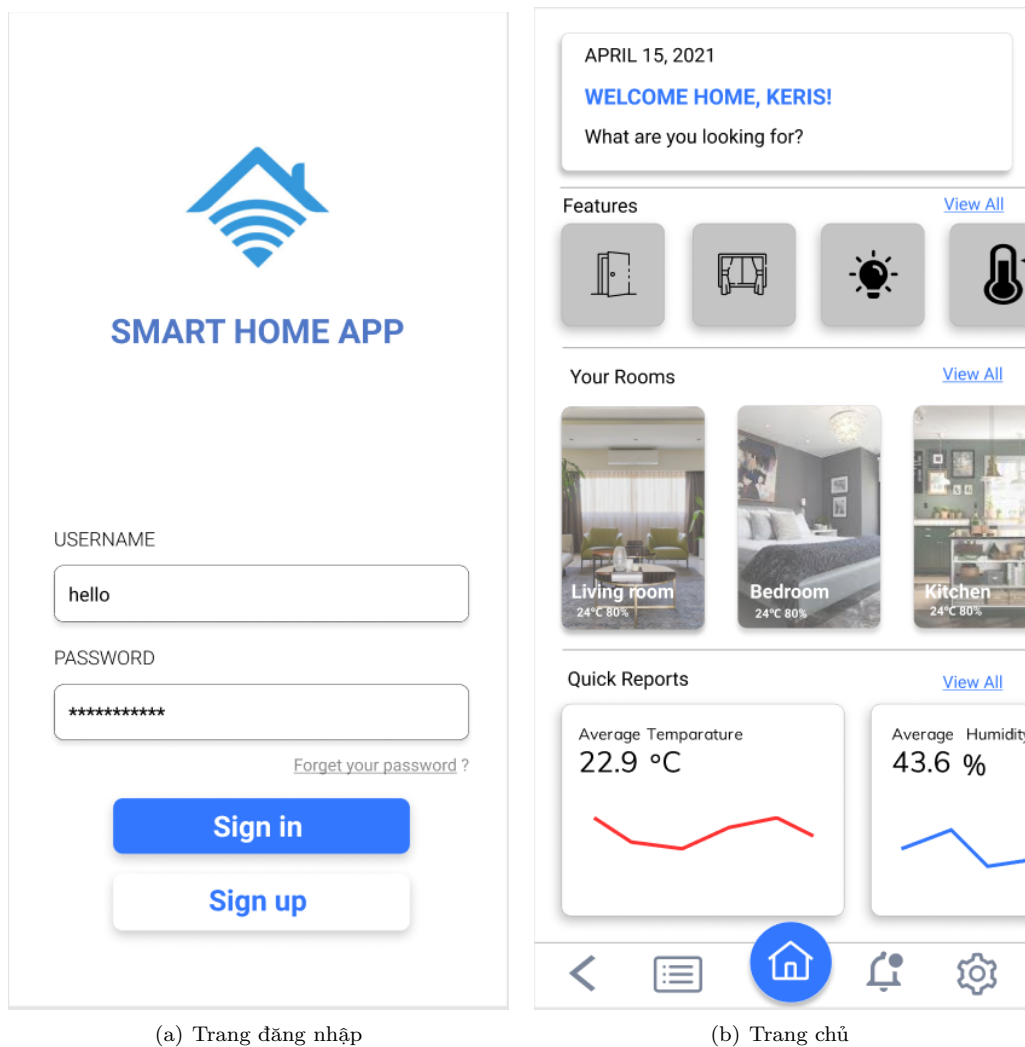 SMART HOME APP
USERNAME
hello
PASSWORD
***********
Forget your password ?
Sign in
Sign up
(a) Trang đăng nhập
APRIL 15, 2021
WELCOME HOME, KERIS!
What are you looking for?
Features View All
Your Rooms View All
Living room Bedroom Kitchen
24°C 80% 24°C 80% 24°C 80%
Quick Reports View All
Average Temparature Average Humidity
22.9 °C 43.6 %
(b) Trang chủ